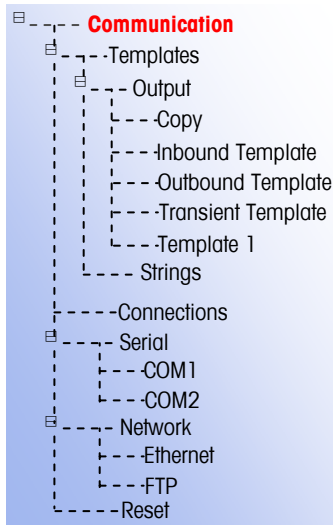 Communication
Templates
Output
Copy
Inbound Template
Outbound Template
Transient Template
Template 1
Strings
Connections
Serial
COM1
COM2
Network
Ethernet
FTP
Reset